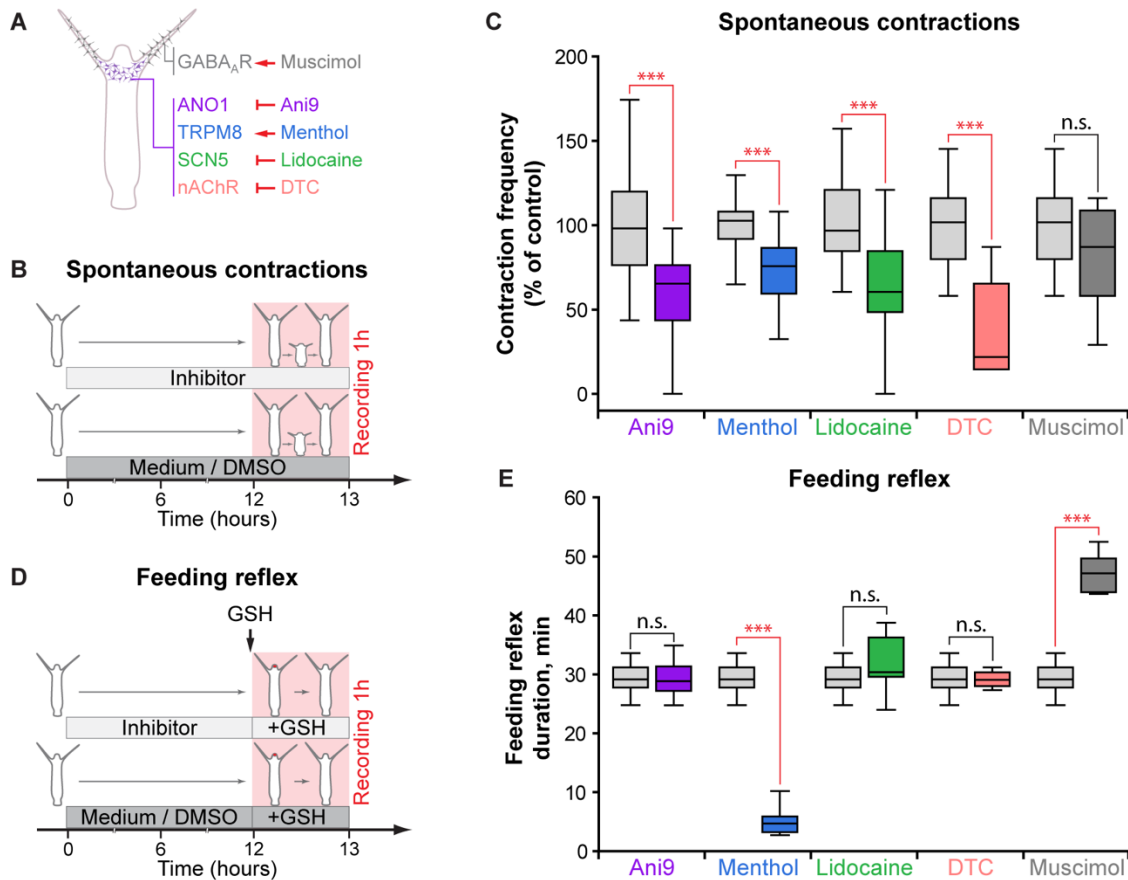 A
GABAAR Muscimol
ANO1 Ani9
TRPM8 Menthol
SCN5 Lidocaine
nAChR DTC
B Spontaneous contractions
Inhibitor
Medium / DMSO
Recording 1h
0 6 12 13
Time (hours)
C Spontaneous contractions
Contraction frequency
(% of control)
200
150
100
50
0
***
***
***
***
n.s.
Ani9 Menthol Lidocaine DTC Muscimol
D Feeding reflex
GSH
Inhibitor +GSH
Medium / DMSO +GSH
Recording 1h
0 6 12 13
Time (hours)
E Feeding reflex
Feeding reflex
duration, min
60
50
40
30
20
10
0
n.s.
***
n.s.
n.s.
***
Ani9 Menthol Lidocaine DTC Muscimol